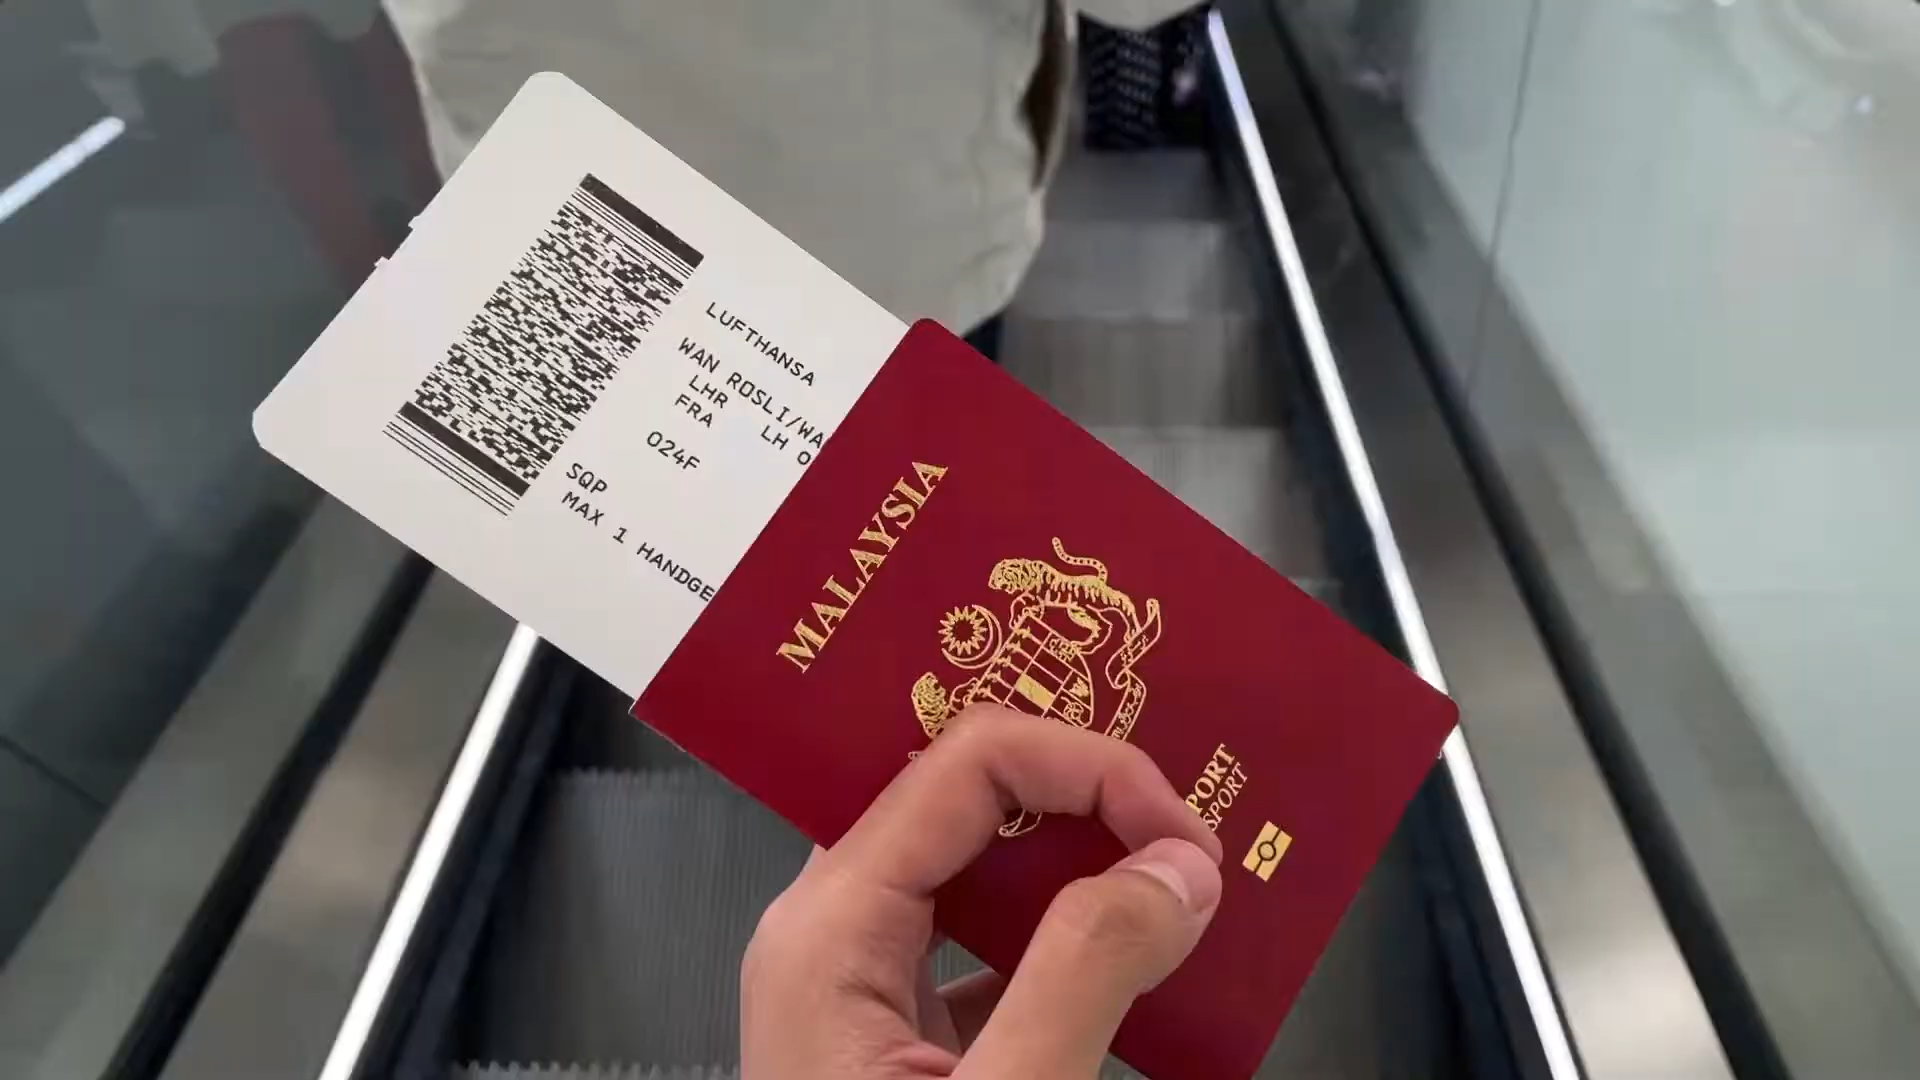 LUFTHANSA
WAN ROSLI/WA
LHR
FRA LH 0
024F
SQP
MAX 1 HANDGE
MALAYSIA
PORT
SPORT